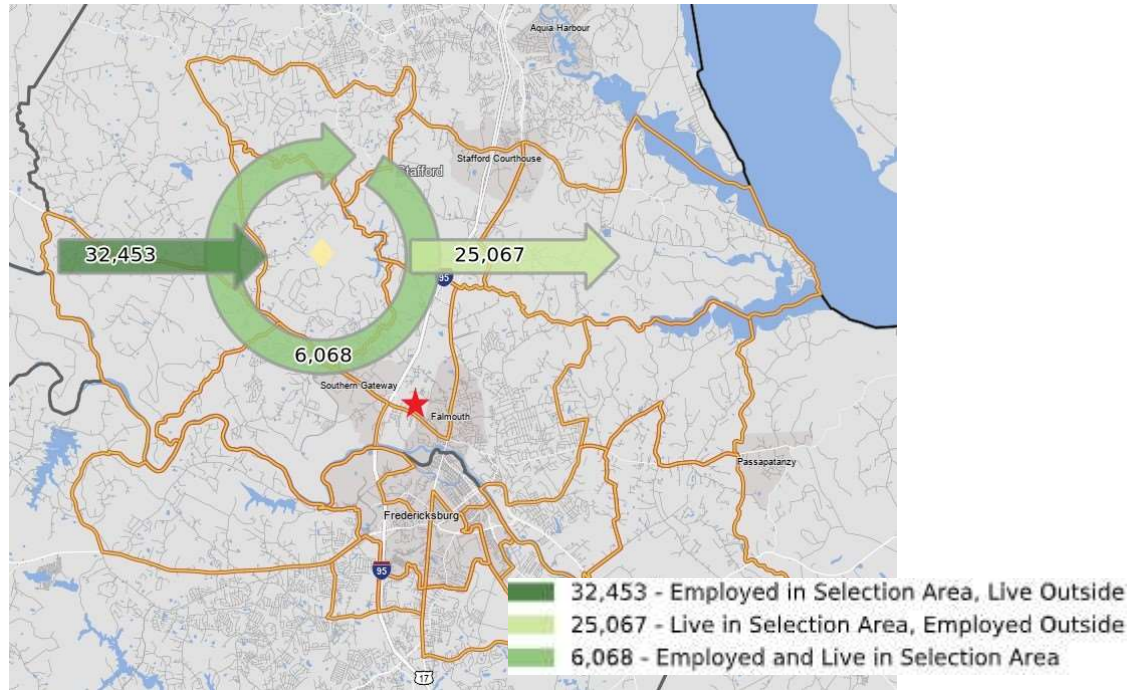 Aqua Harbour
Stafford Courthouse
Stafford
32,453
25,067
95
6,068
Southern Gateway
Falmouth
Passapatanzy
Fredericksburg
95
32,453 - Employed in Selection Area, Live Outside
25,067 - Live in Selection Area, Employed Outside
6,068 - Employed and Live in Selection Area
17